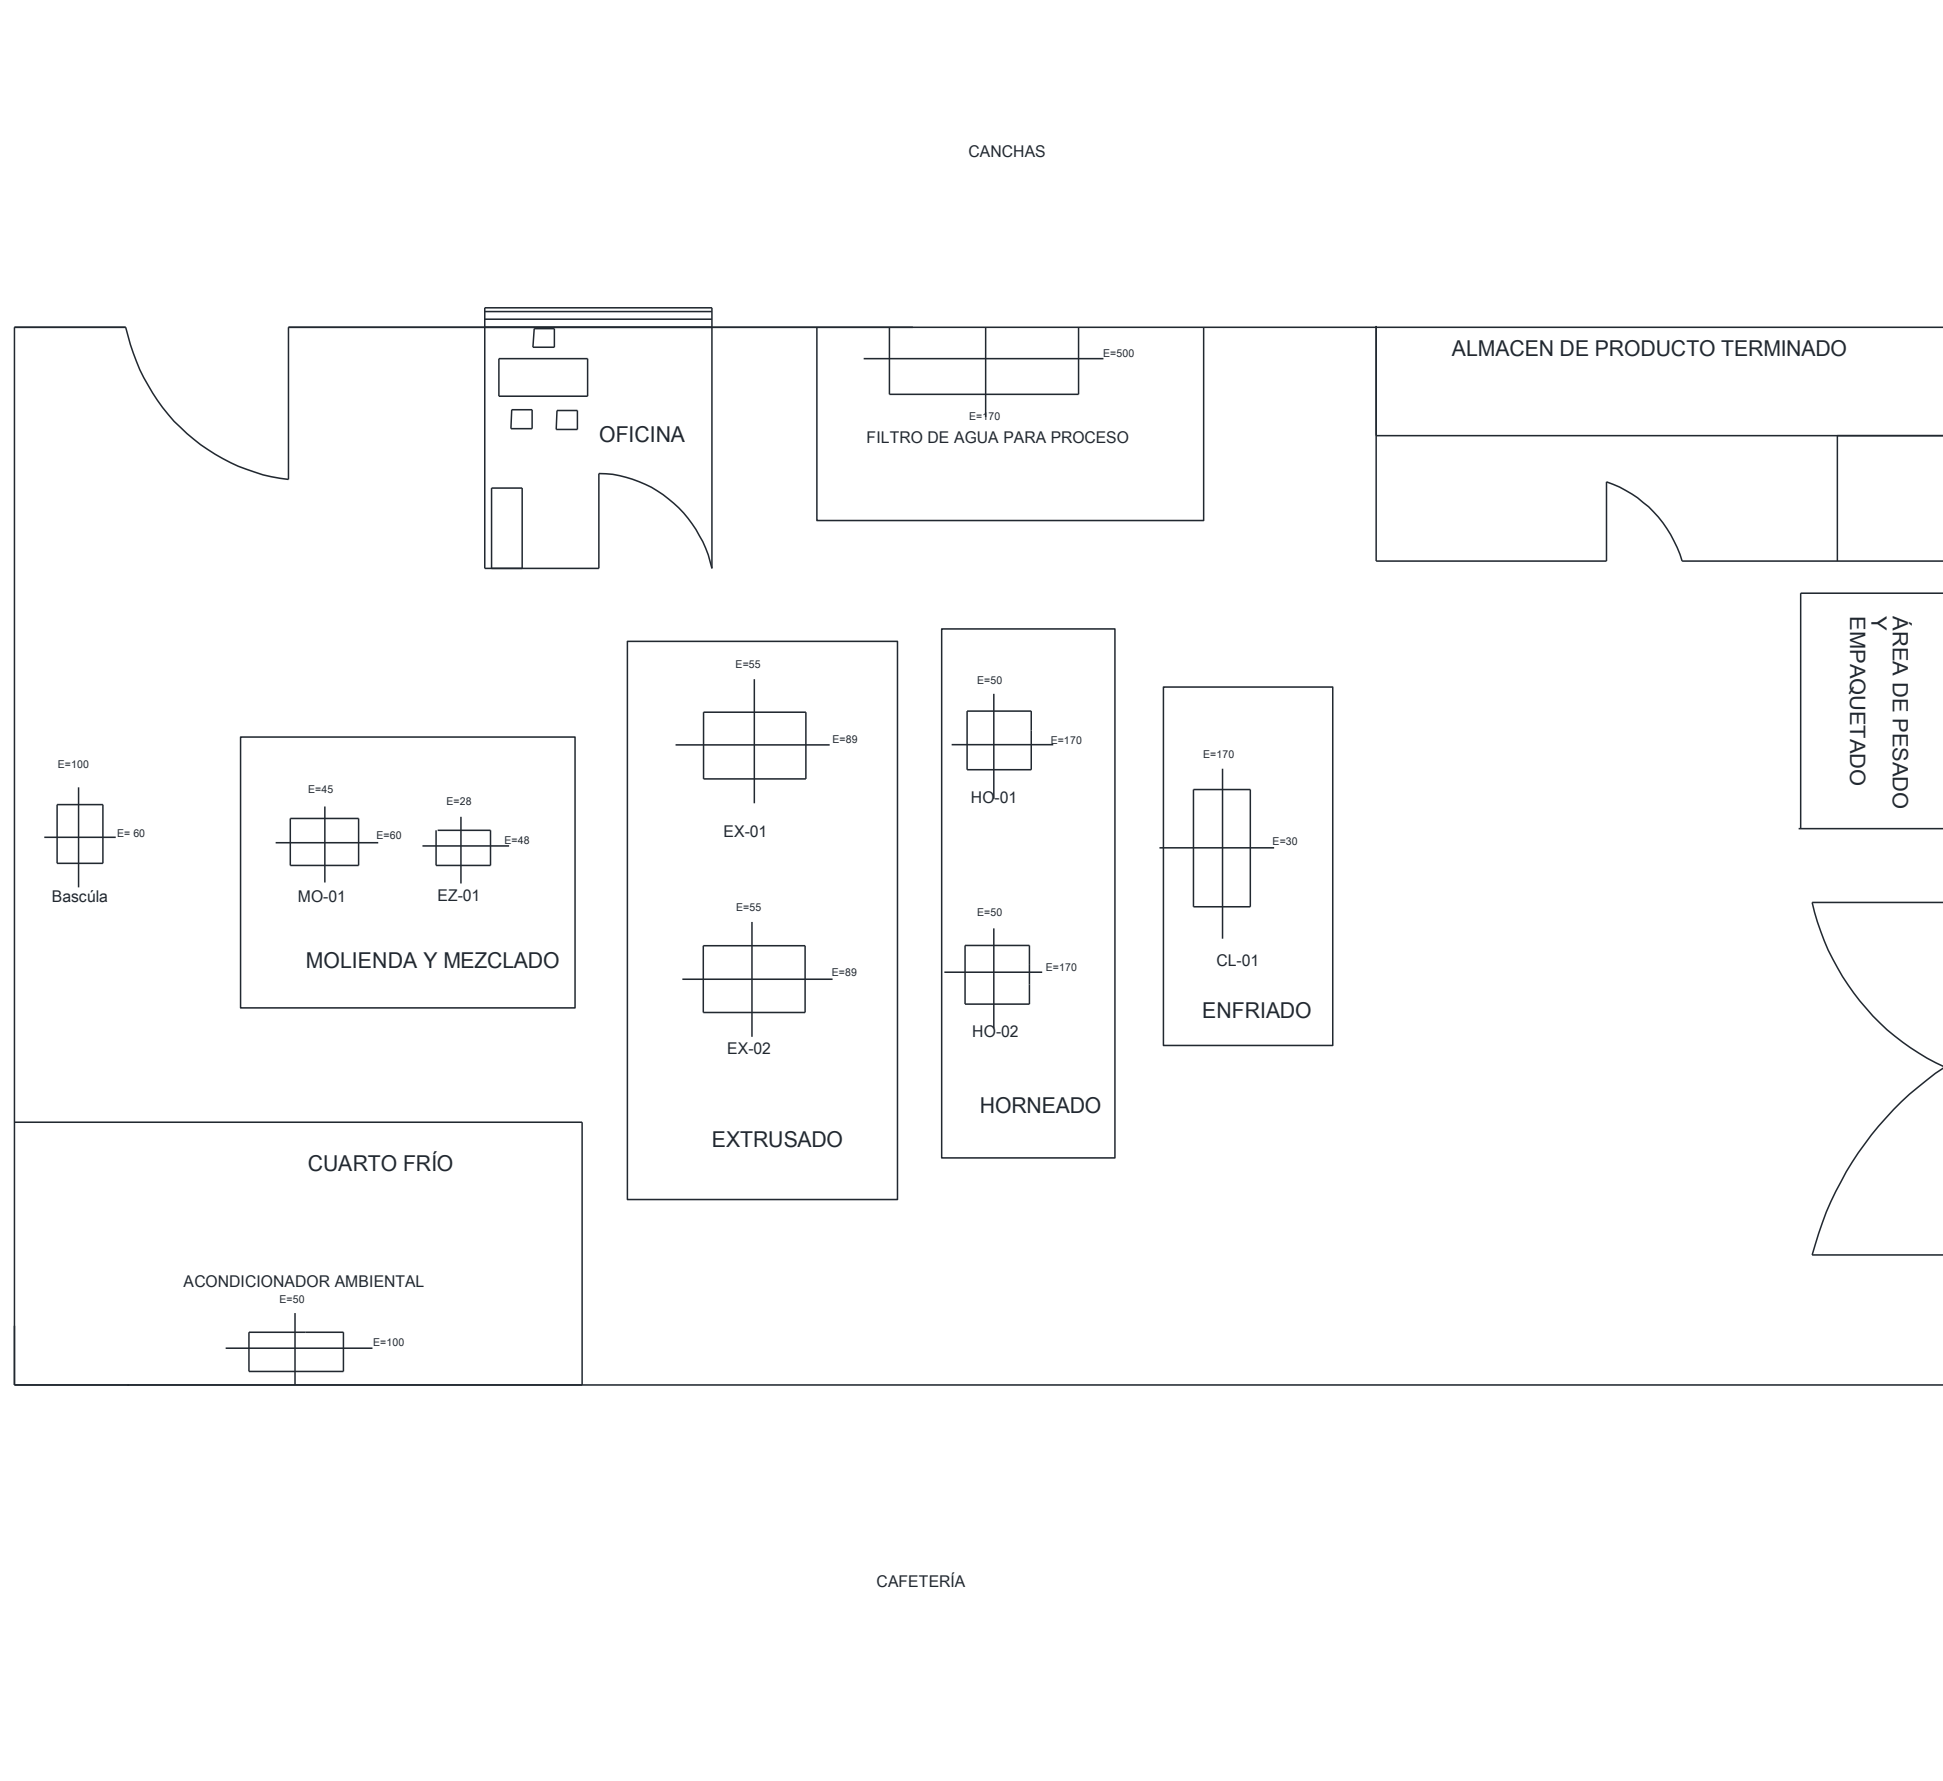 CANCHAS
ALMACEN DE PRODUCTO TERMINADO
E=500
E=170
FILTRO DE AGUA PARA PROCESO
OFICINA
ÁREA DE PESADO
Y
EMPAQUETADO
E=100
E= 60
Bascúla
E=45
E=60
MO-01
E=28
E=48
EZ-01
MOLIENDA Y MEZCLADO
E=55
E=89
EX-01
E=55
E=89
EX-02
EXTRUSADO
E=50
E=170
HO-01
E=50
E=170
HO-02
HORNEADO
E=170
E=30
CL-01
ENFRIADO
CUARTO FRÍO
ACONDICIONADOR AMBIENTAL
E=50
E=100
CAFETERÍA